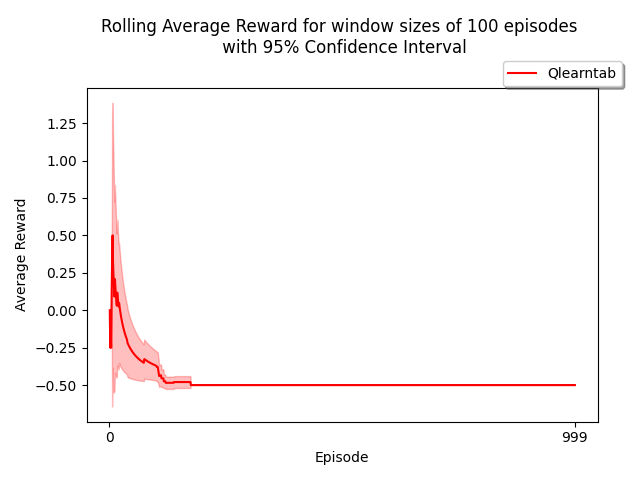 Rolling Average Reward for window sizes of 100 episodes
with 95% Confidence Interval
Qlearntab
1.25
1.00
0.75
0.50
0.25
0.00
−0.25
−0.50
Average Reward
0
999
Episode